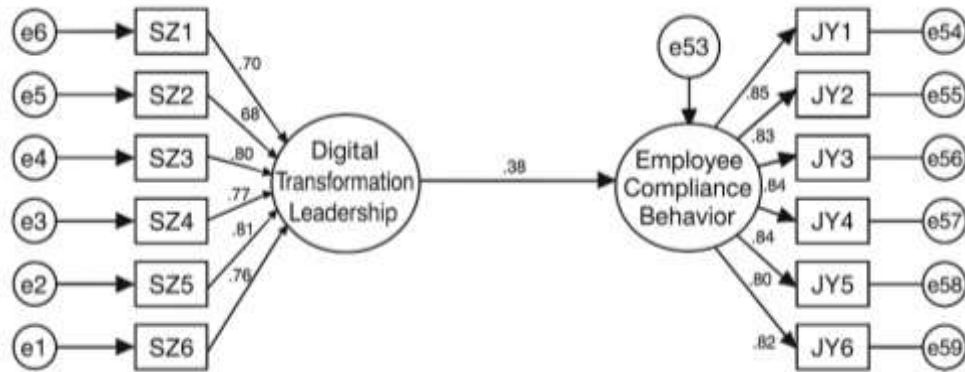 e6
SZ1
.70
e5
SZ2
.68
e4
SZ3
.80
e3
SZ4
.77
e2
SZ5
.81
e1
SZ6
.76
Digital
Transformation
Leadership
.38
e53
Employee
Compliance
Behavior
.85
JY1
e54
.83
JY2
e55
.84
JY3
e56
.84
JY4
e57
.80
JY5
e58
.82
JY6
e59